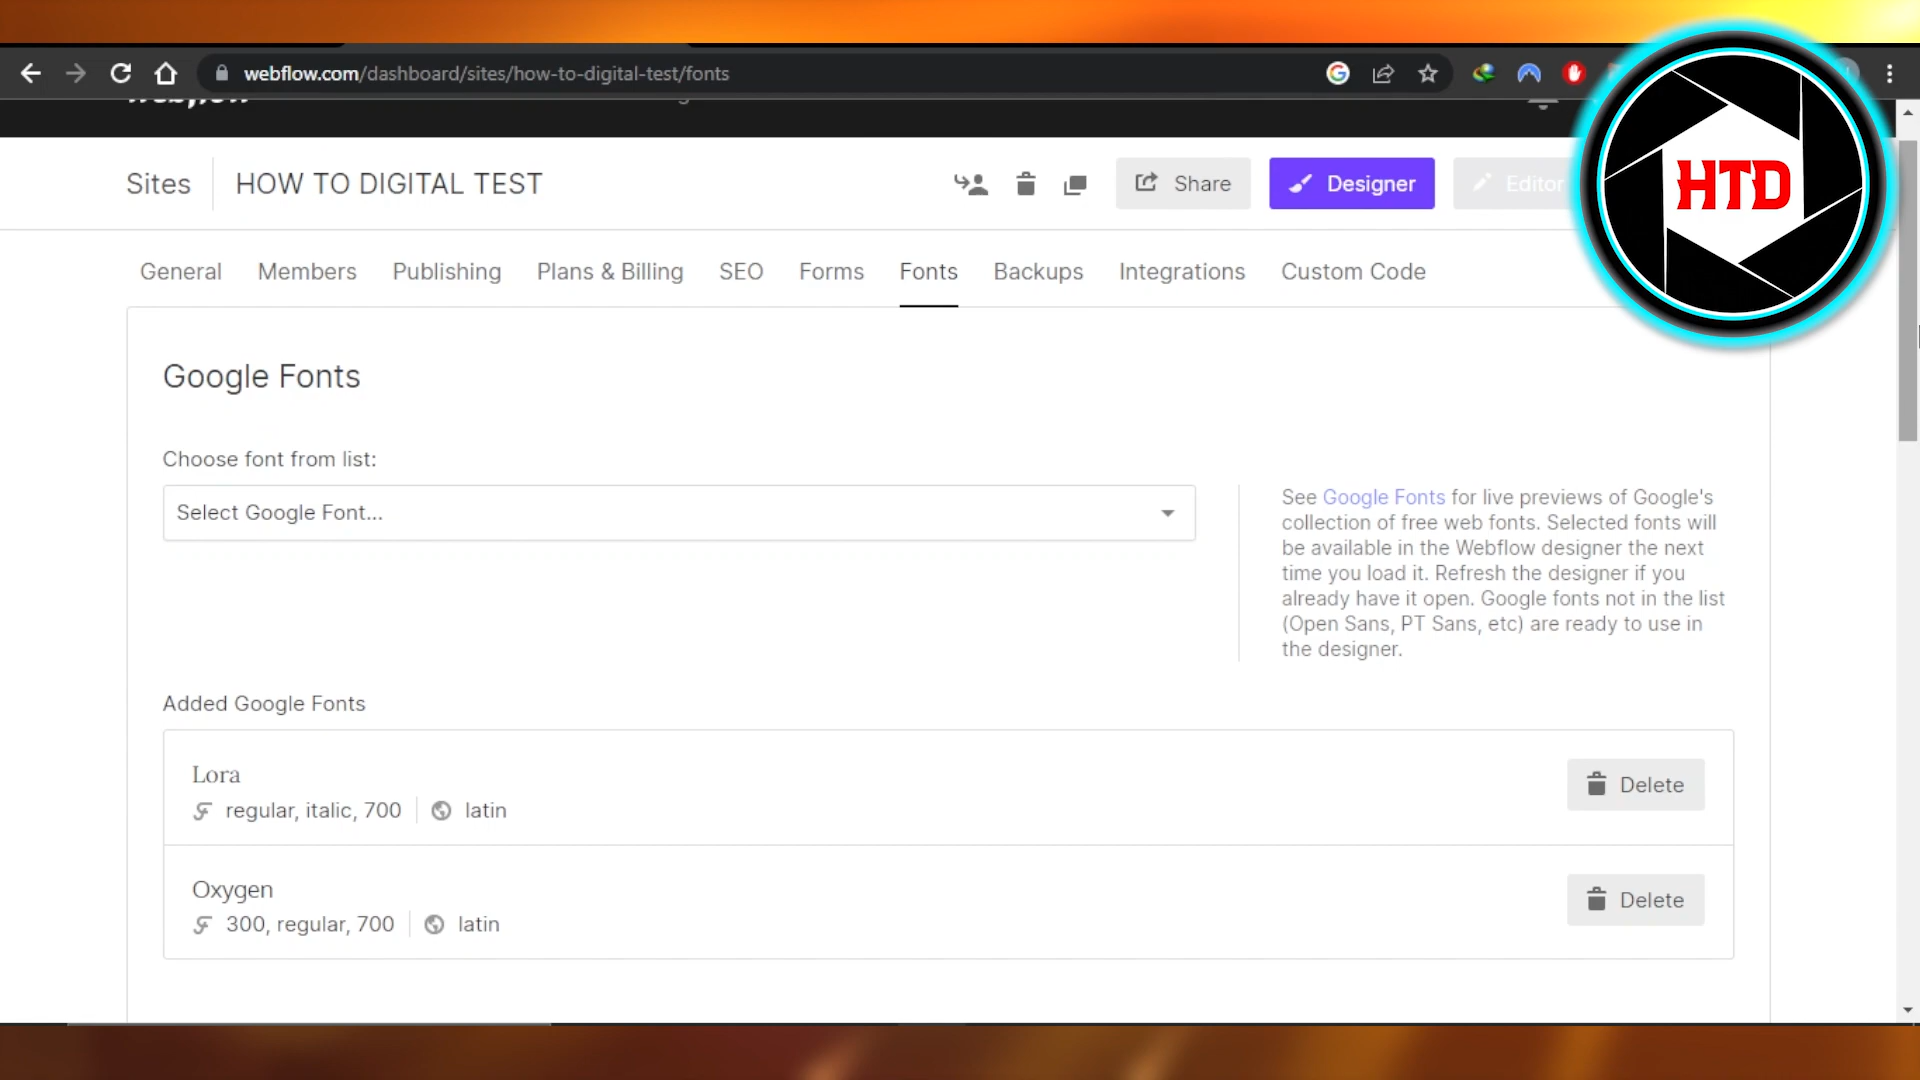 webflow.com/dashboard/sites/how-to-digital-test/fonts
Sites
HOW TO DIGITAL TEST
Share
Designer
Editor
HTD
General
Members
Publishing
Plans & Billing
SEO
Forms
Fonts
Backups
Integrations
Custom Code
Google Fonts
Choose font from list:
Select Google Font...
See Google Fonts for live previews of Google's
collection of free web fonts. Selected fonts will
be available in the Webflow designer the next
time you load it. Refresh the designer if you
already have it open. Google fonts not in the list
(Open Sans, PT Sans, etc) are ready to use in
the designer.
Added Google Fonts
Lora
regular, italic, 700
latin
Delete
Oxygen
300, regular, 700
latin
Delete